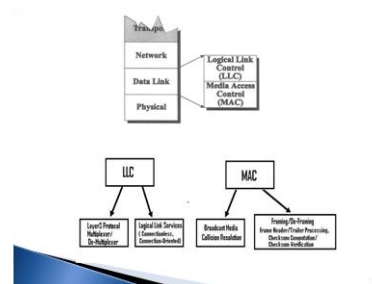 Transpo
Network
Data Link
Physical
Logical Link
Control
(LLC)
Media Access
Control
(MAC)
LLC
MAC
Layer3 Protocol
Multiplexer/
De-Multiplexer
Logical Link Services
( Connectionless,
Connection-Oriented)
Broadcast Media
Collision Resolution
Framing/De-Framing
Frame Header/Trailer Processing,
Checksum Computation/
Checksum Verification